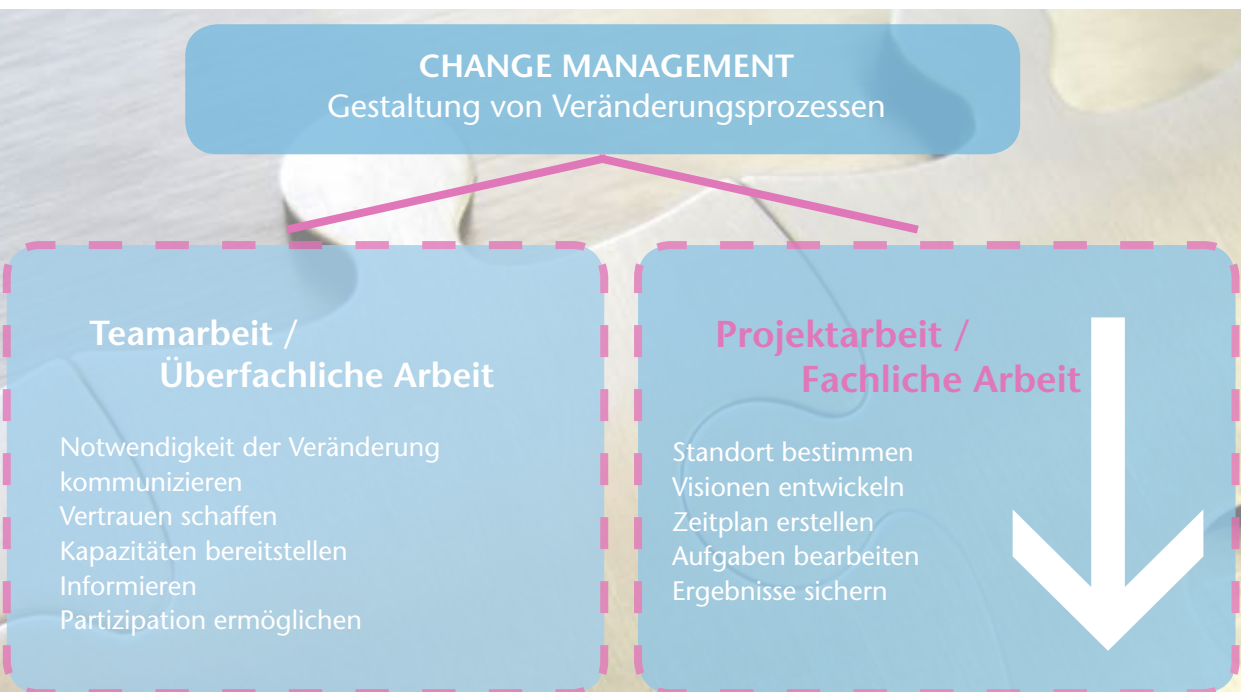 CHANGE MANAGEMENT
Gestaltung von Veränderungsprozessen
Teamarbeit /
Überfachliche Arbeit
Notwendigkeit der Veränderung
kommunizieren
Vertrauen schaffen
Kapazitäten bereitstellen
Informieren
Partizipation ermöglichen
Projektarbeit /
Fachliche Arbeit
Standort bestimmen
Visionen entwickeln
Zeitplan erstellen
Aufgaben bearbeiten
Ergebnisse sichern